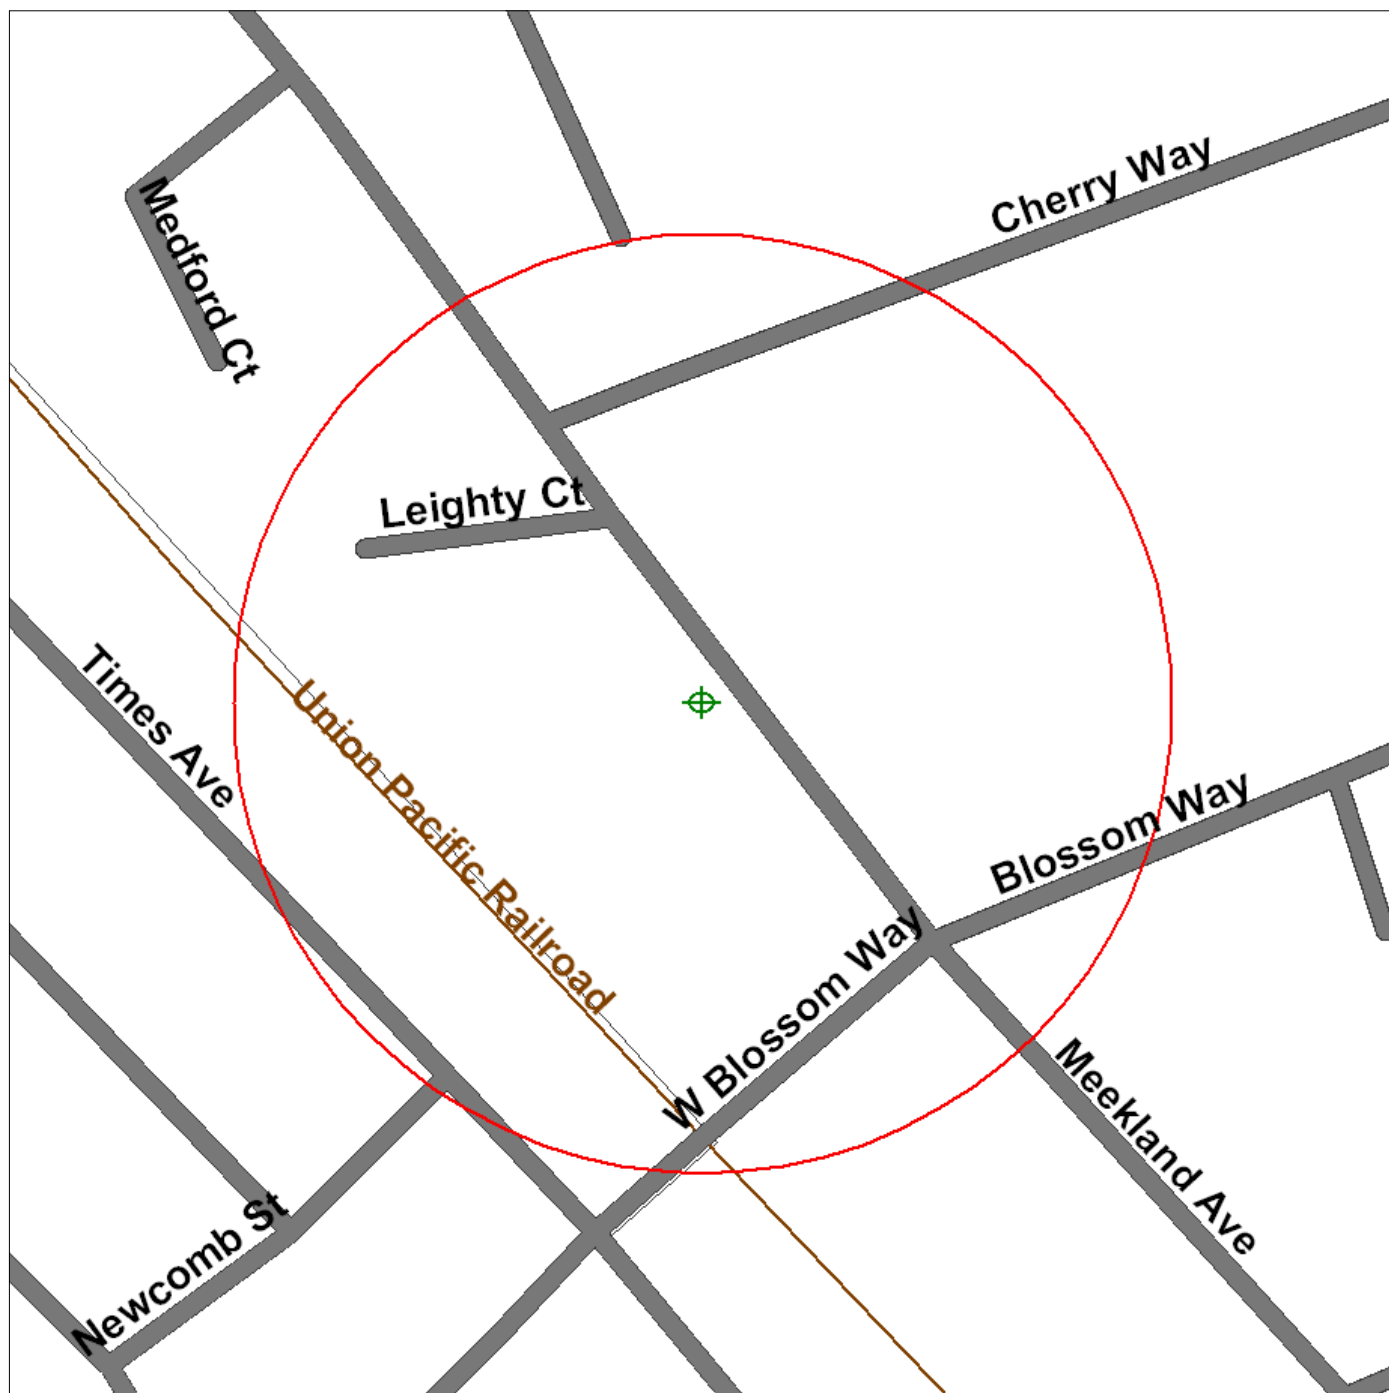 Cherry Way
Medford Ct
Leighty Ct
Times Ave
Union Pacific Railroad
Blossom Way
W Blossom Way
Meekland Ave
Newcomb St